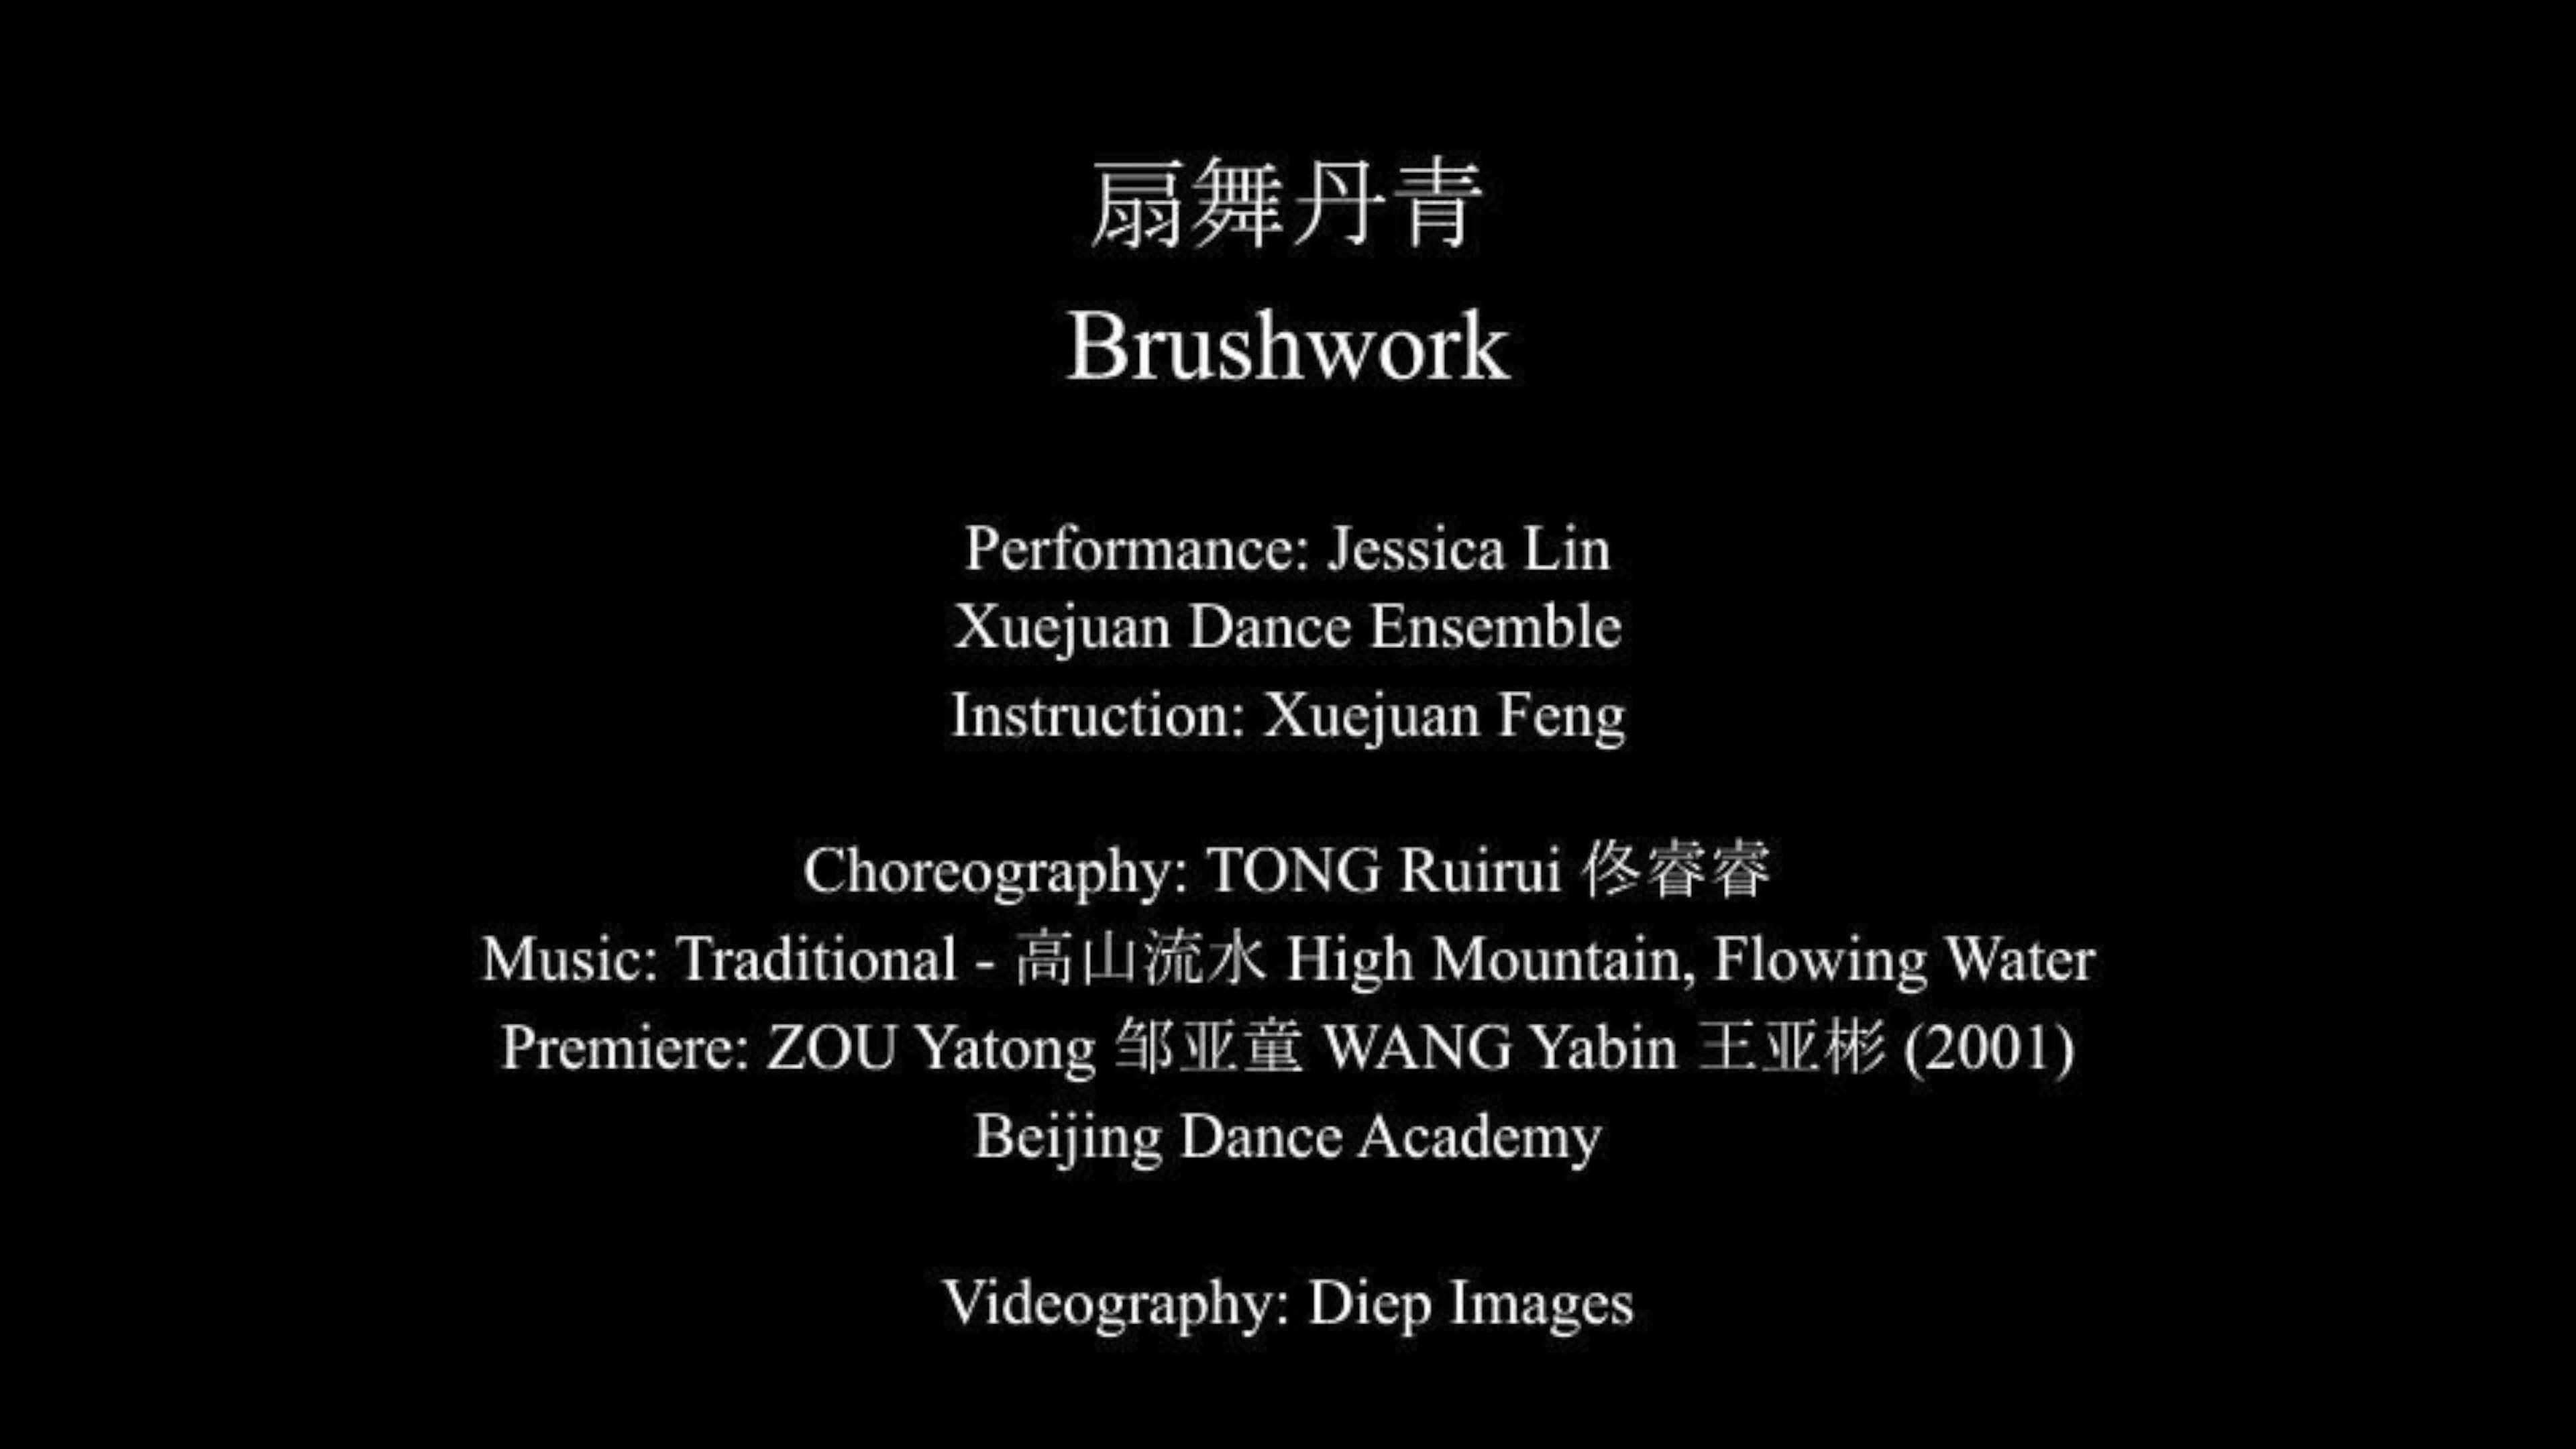 扇舞丹青
Brushwork
Performance: Jessica Lin
Xuejuan Dance Ensemble
Instruction: Xuejuan Feng
Choreography: TONG Ruirui 佟睿睿
Music: Traditional - 高山流水 High Mountain, Flowing Water
Premiere: ZOU Yatong 邹亚童 WANG Yabin 王亚彬 (2001)
Beijing Dance Academy
Videography: Diep Images